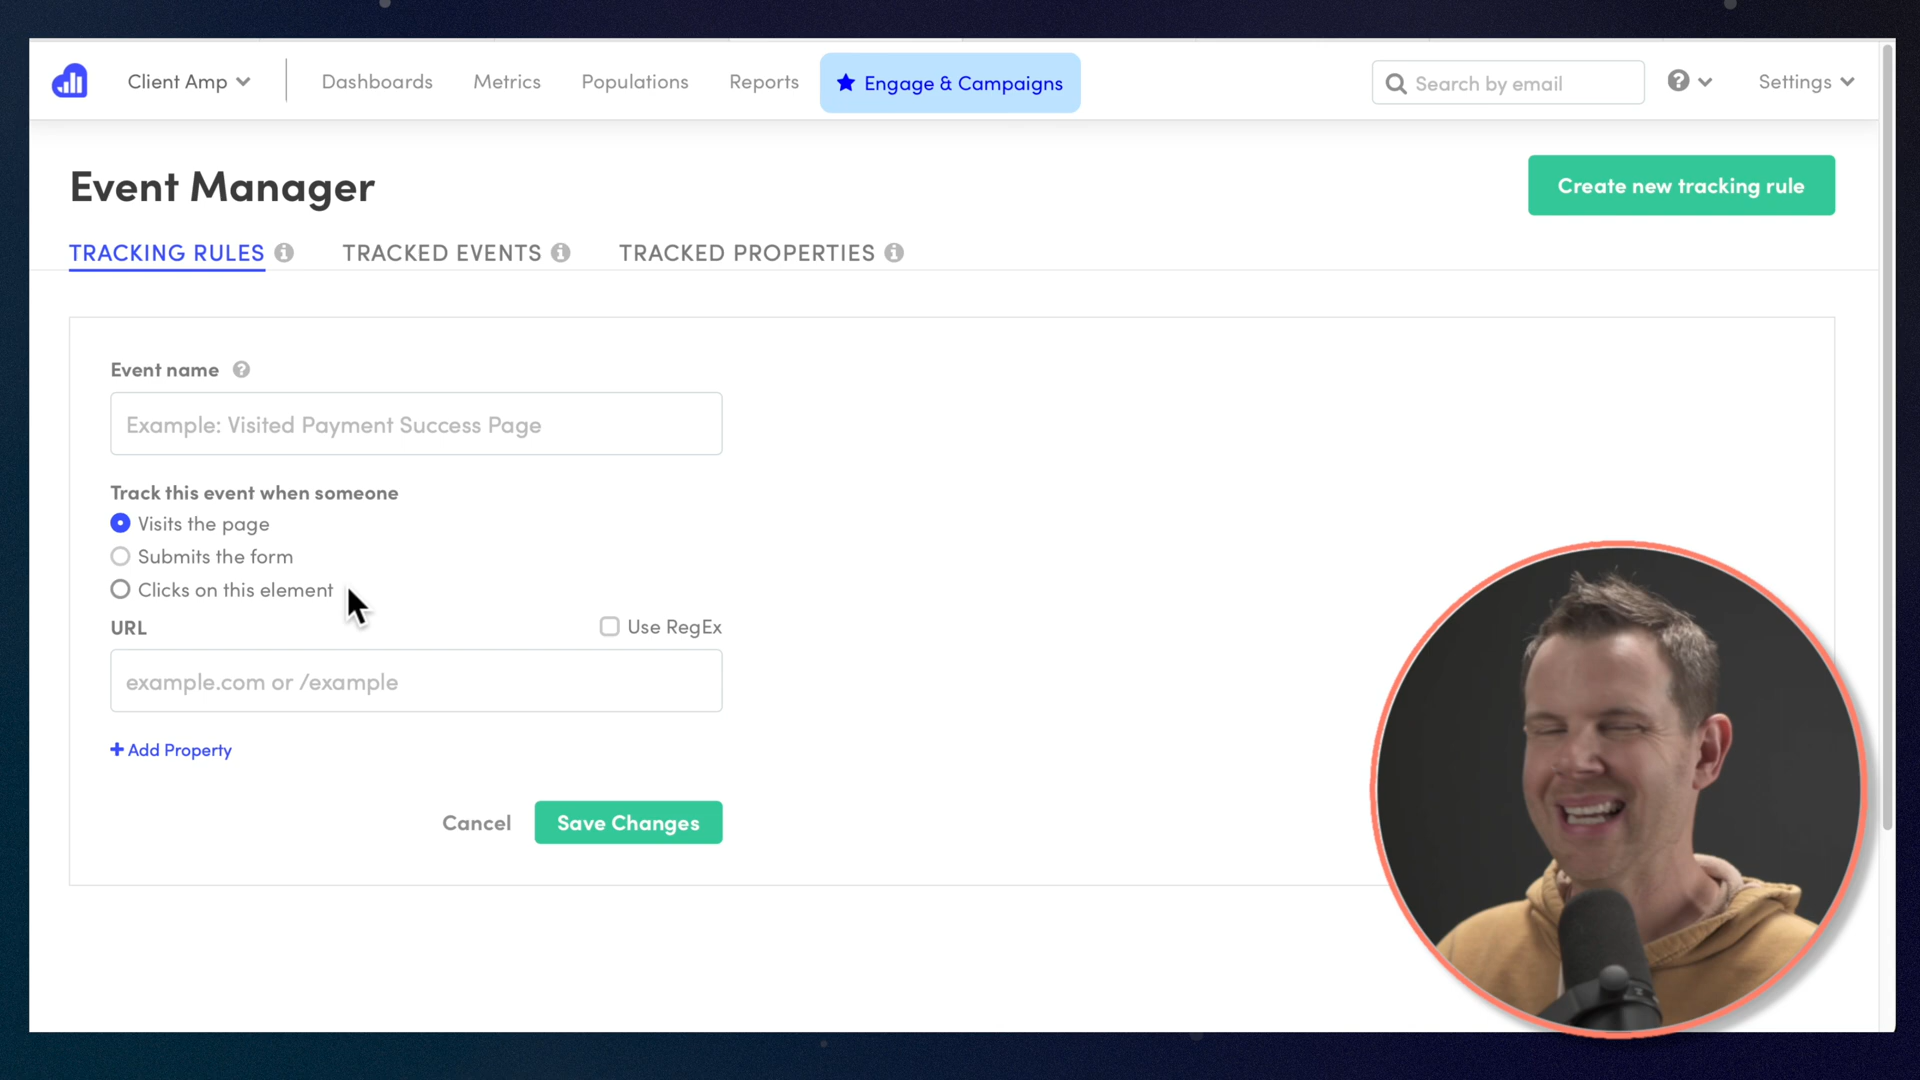 Client Amp
Dashboards
Metrics
Populations
Reports
Engage & Campaigns
Search by email
Settings
Event Manager
Create new tracking rule
TRACKING RULES
TRACKED EVENTS
TRACKED PROPERTIES
Event name
Example: Visited Payment Success Page
Track this event when someone
Visits the page
Submits the form
Clicks on this element
URL
Use RegEx
example.com or /example
+ Add Property
Cancel
Save Changes